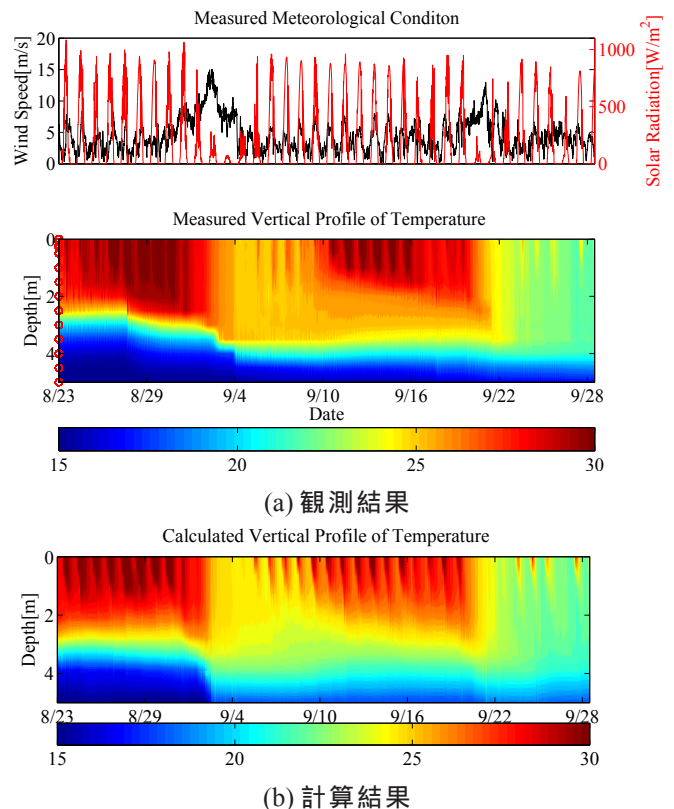 Measured Meteorological Conditon
Wind Speed[m/s]
20
15
10
5
0
1000
500
0
Solar Radiation[W/m²]
Measured Vertical Profile of Temperature
Depth[m]
0
2
4
8/23 8/29 9/4 9/10 9/16 9/22 9/28
Date
15 20 25 30
(a) 観測結果
Calculated Vertical Profile of Temperature
Depth[m]
0
2
4
8/23 8/29 9/4 9/10 9/16 9/22 9/28
15 20 25 30
(b) 計算結果